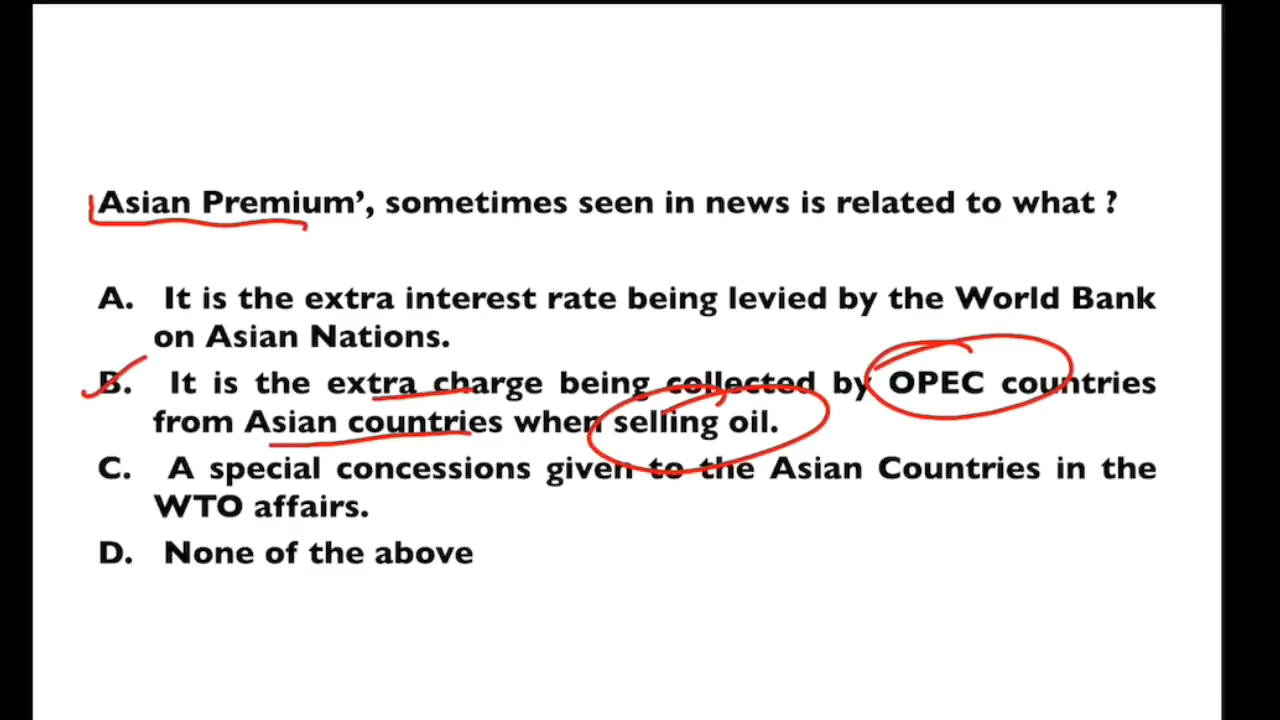 Asian Premium’, sometimes seen in news is related to what ?
A. It is the extra interest rate being levied by the World Bank
on Asian Nations.
B. It is the extra charge being collected by OPEC countries
from Asian countries when selling oil.
C. A special concessions given to the Asian Countries in the
WTO affairs.
D. None of the above